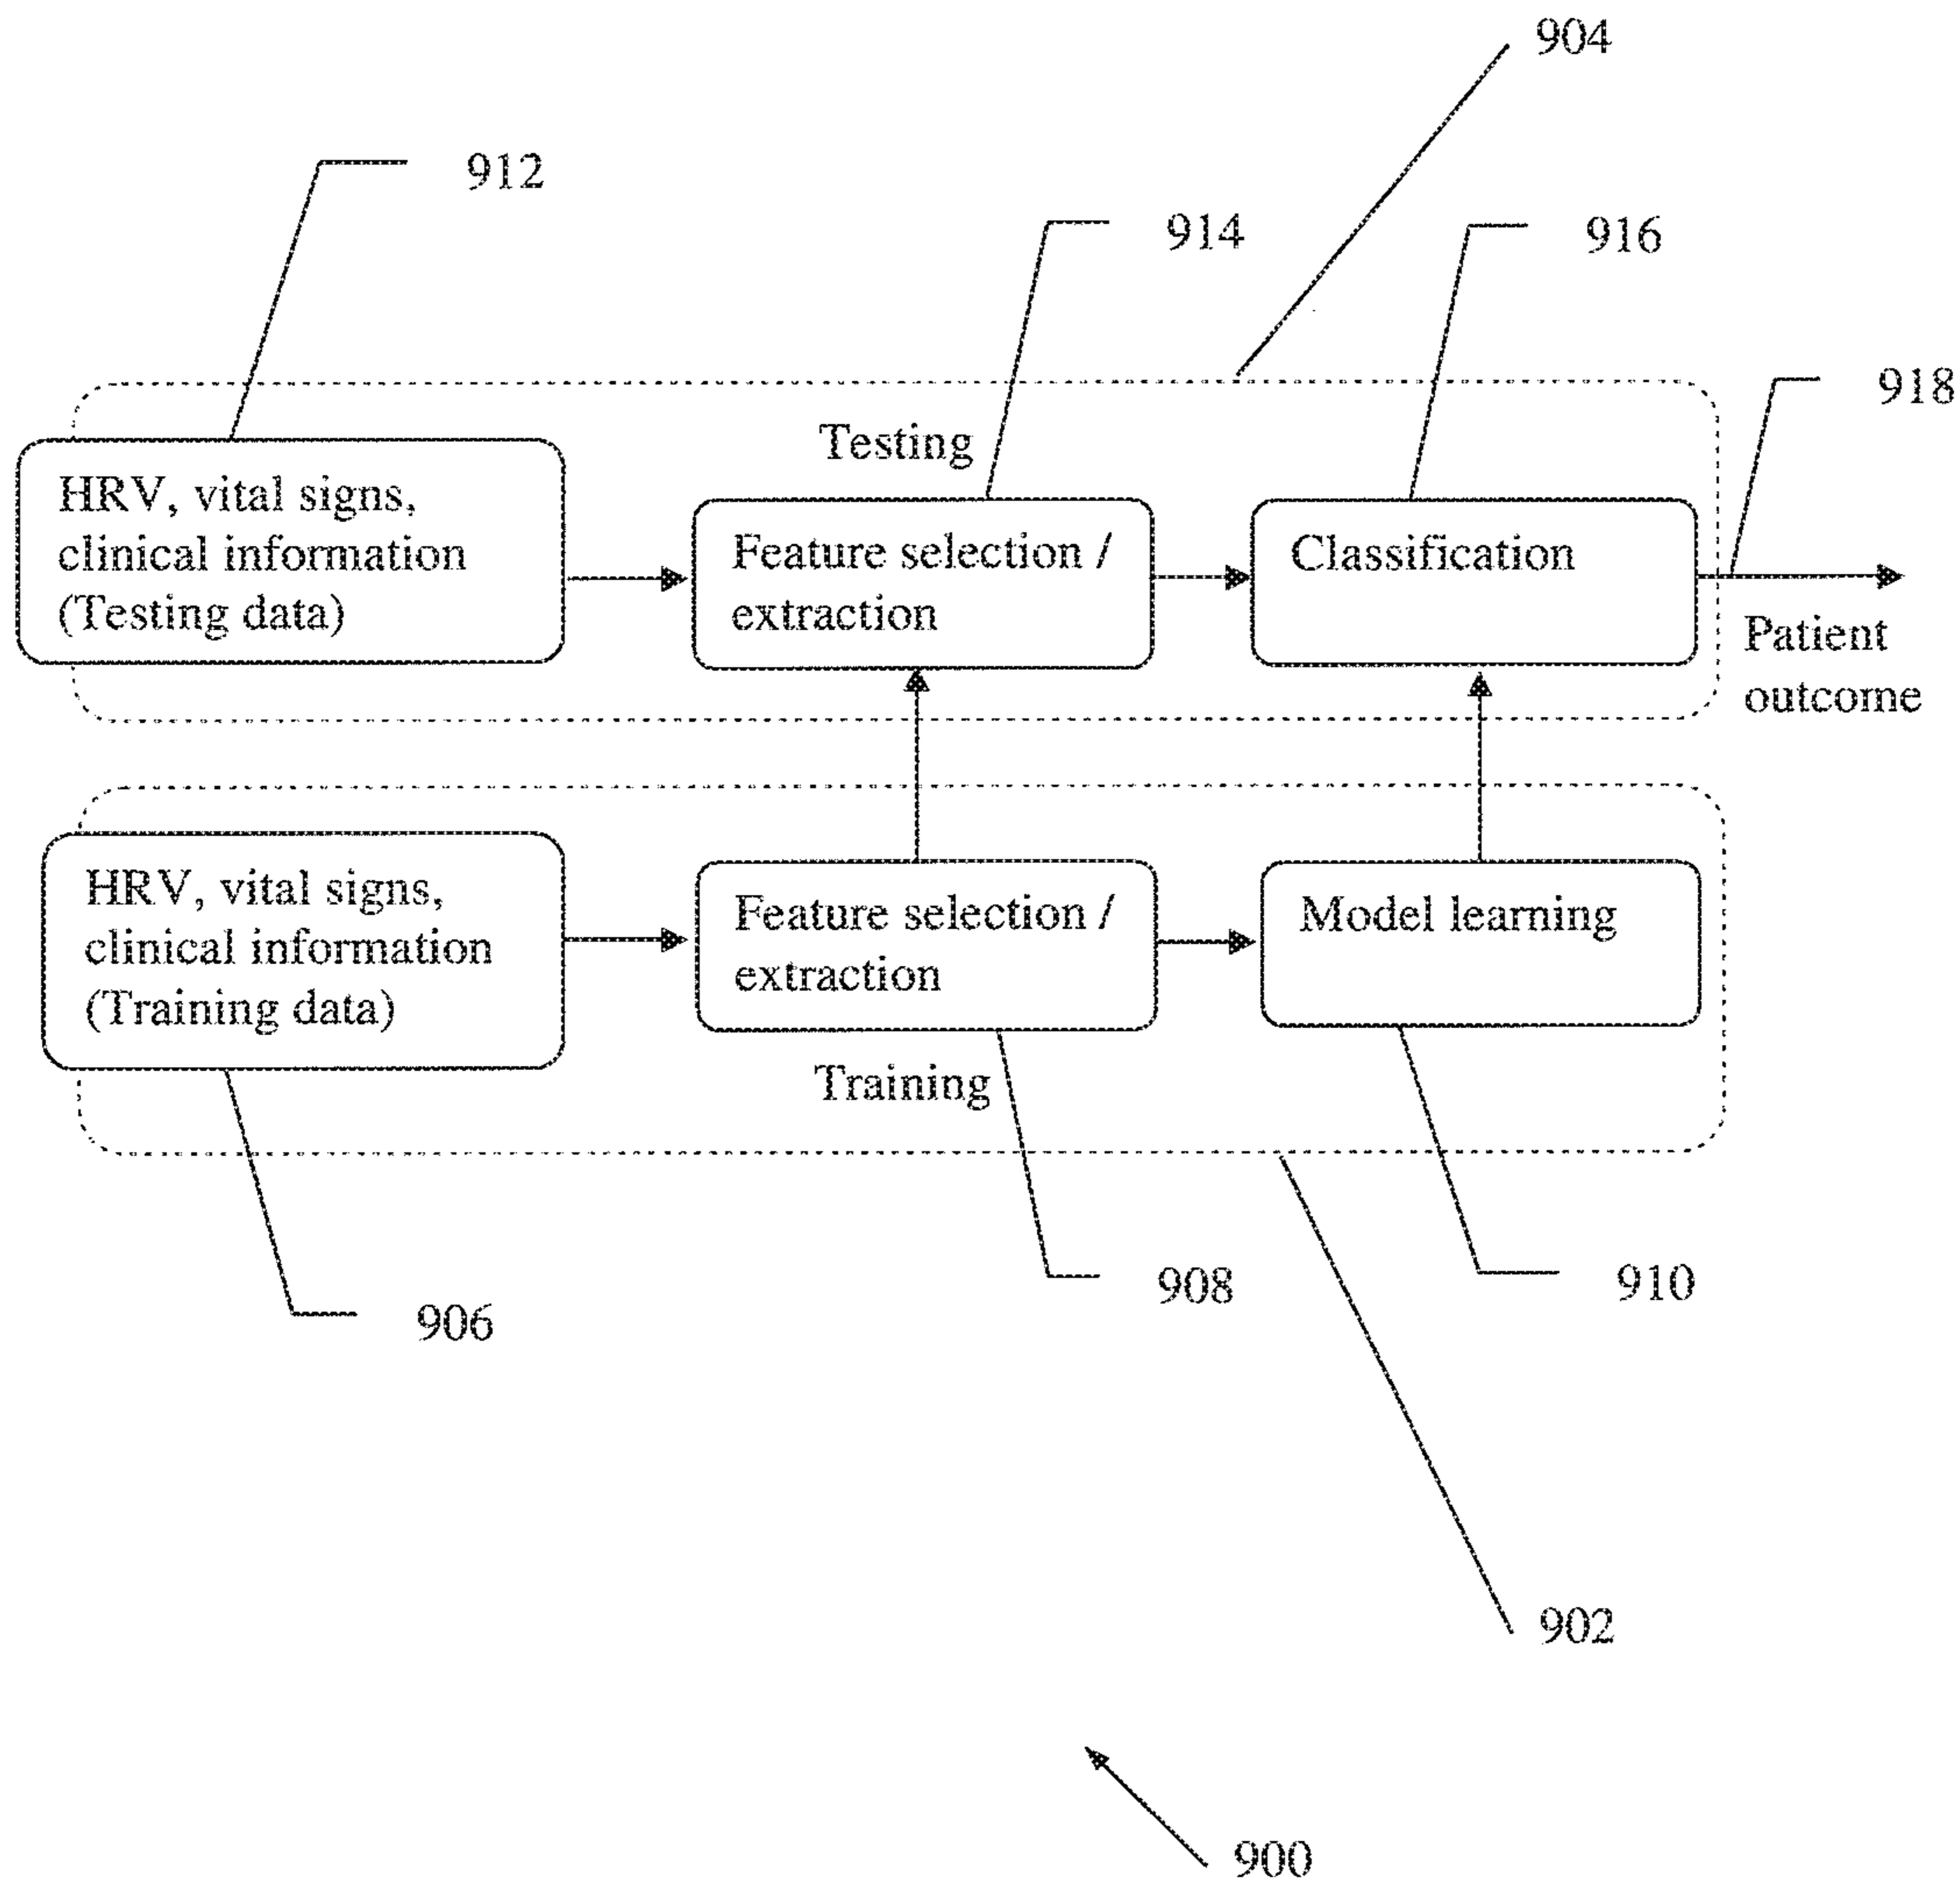 904
912
914
916
918
Testing
HRV, vital signs,
clinical information
(Testing data)
Feature selection /
extraction
Classification
Patient
outcome
HRV, vital signs,
clinical information
(Training data)
Feature selection /
extraction
Model learning
Training
908
910
906
902
900